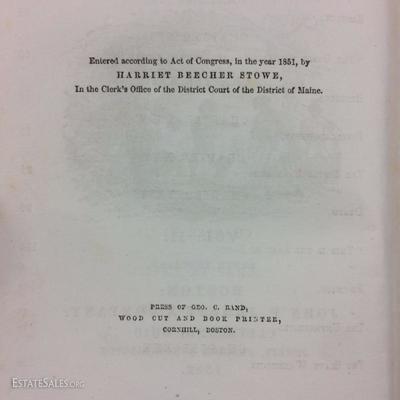 Entered according to Act of Congress, in the year 1851, by
HARRIET BEECHER STOWE,
In the Clerk's Office of the District Court of the District of Maine.
PRESS OF GEO. C. RAND,
WOOD CUT AND BOOK PRINTER,
CORNHILL, BOSTON.
ESTATESALES.ORG